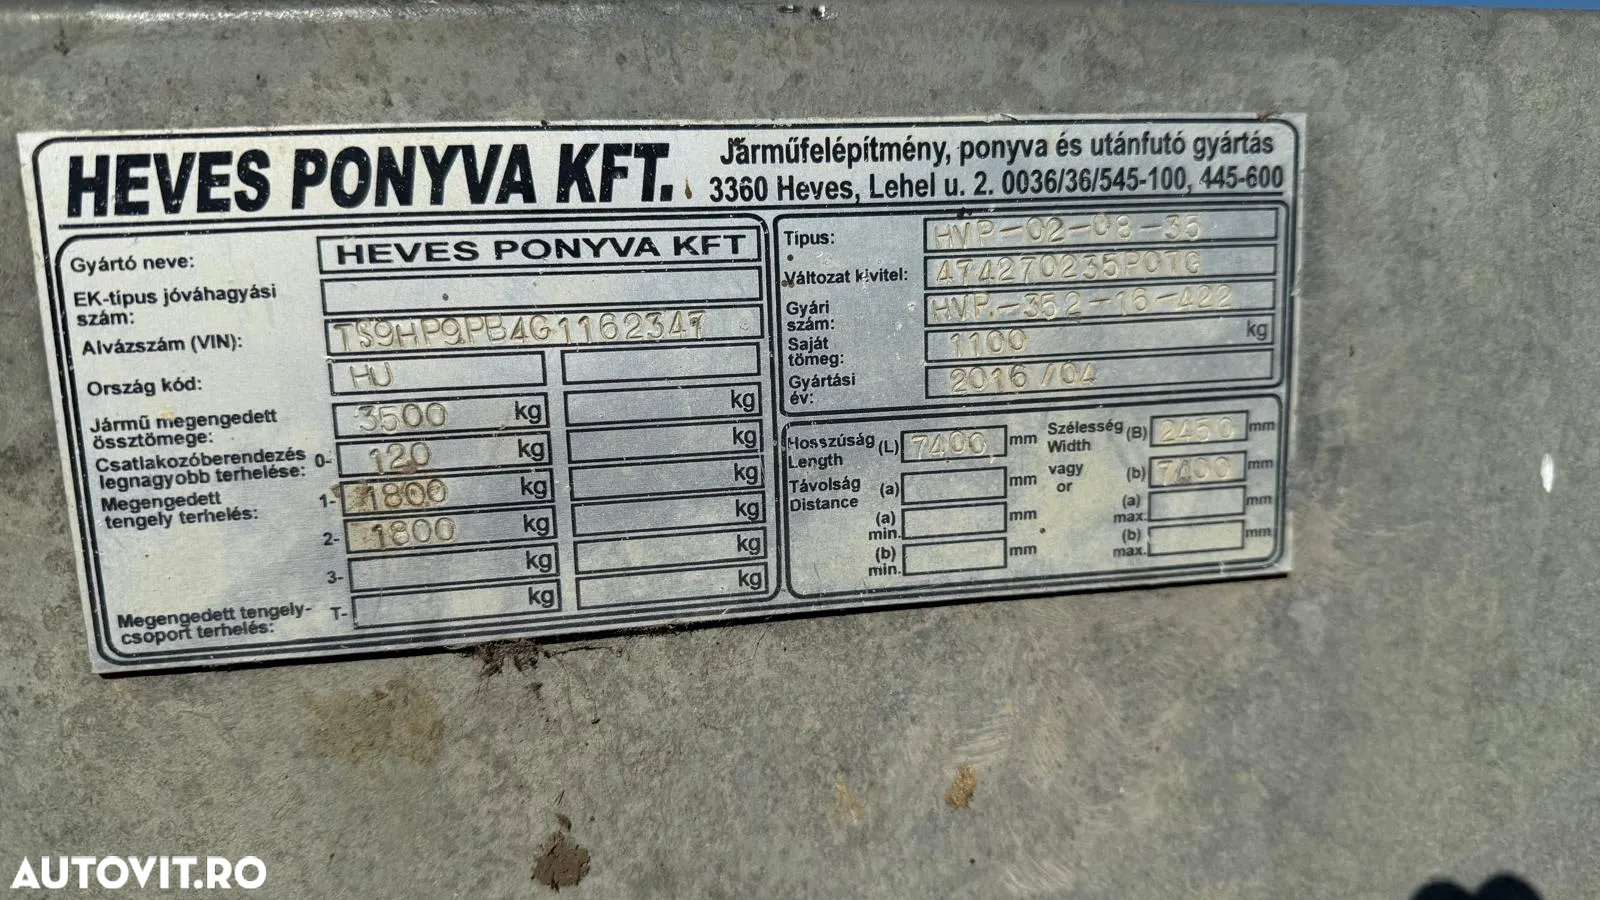 HEVES PONYVA KFT.
Járműfelépítmény, ponyva és utánfutó gyártás
3360 Heves, Lehel u. 2. 0036/36/545-100, 445-600
Gyártó neve: HEVES PONYVA KFT
EK-típus jóváhagyási
szám:
Alvázszám (VIN): TS9HP9PB4G1162347
Ország kód: HU
Jármű megengedett
össztömege: 3500 kg kg
Csatlakozóberendezés
legnagyobb terhelése: 0- 120 kg kg
Megengedett
tengely terhelés: 1- 1800 kg kg
2- 1800 kg kg
3- kg kg
Megengedett tengely-
csoport terhelés: T- kg kg
Típus: HVP-02-08-35
Változat kivitel: 474270235POTC
Gyári
szám: HVP.-352-16-422
Saját
tömeg: 1100 kg
Gyártási
év: 2016/04
Hosszúság
Length (L) 7400 mm
Szélesség
Width (B) 2450 mm
Távolság
Distance (a) mm
vagy
or (b) 7400 mm
(a)
min. mm
(a)
max. mm
(b)
min. mm
(b)
max. mm
AUTOVIT.RO